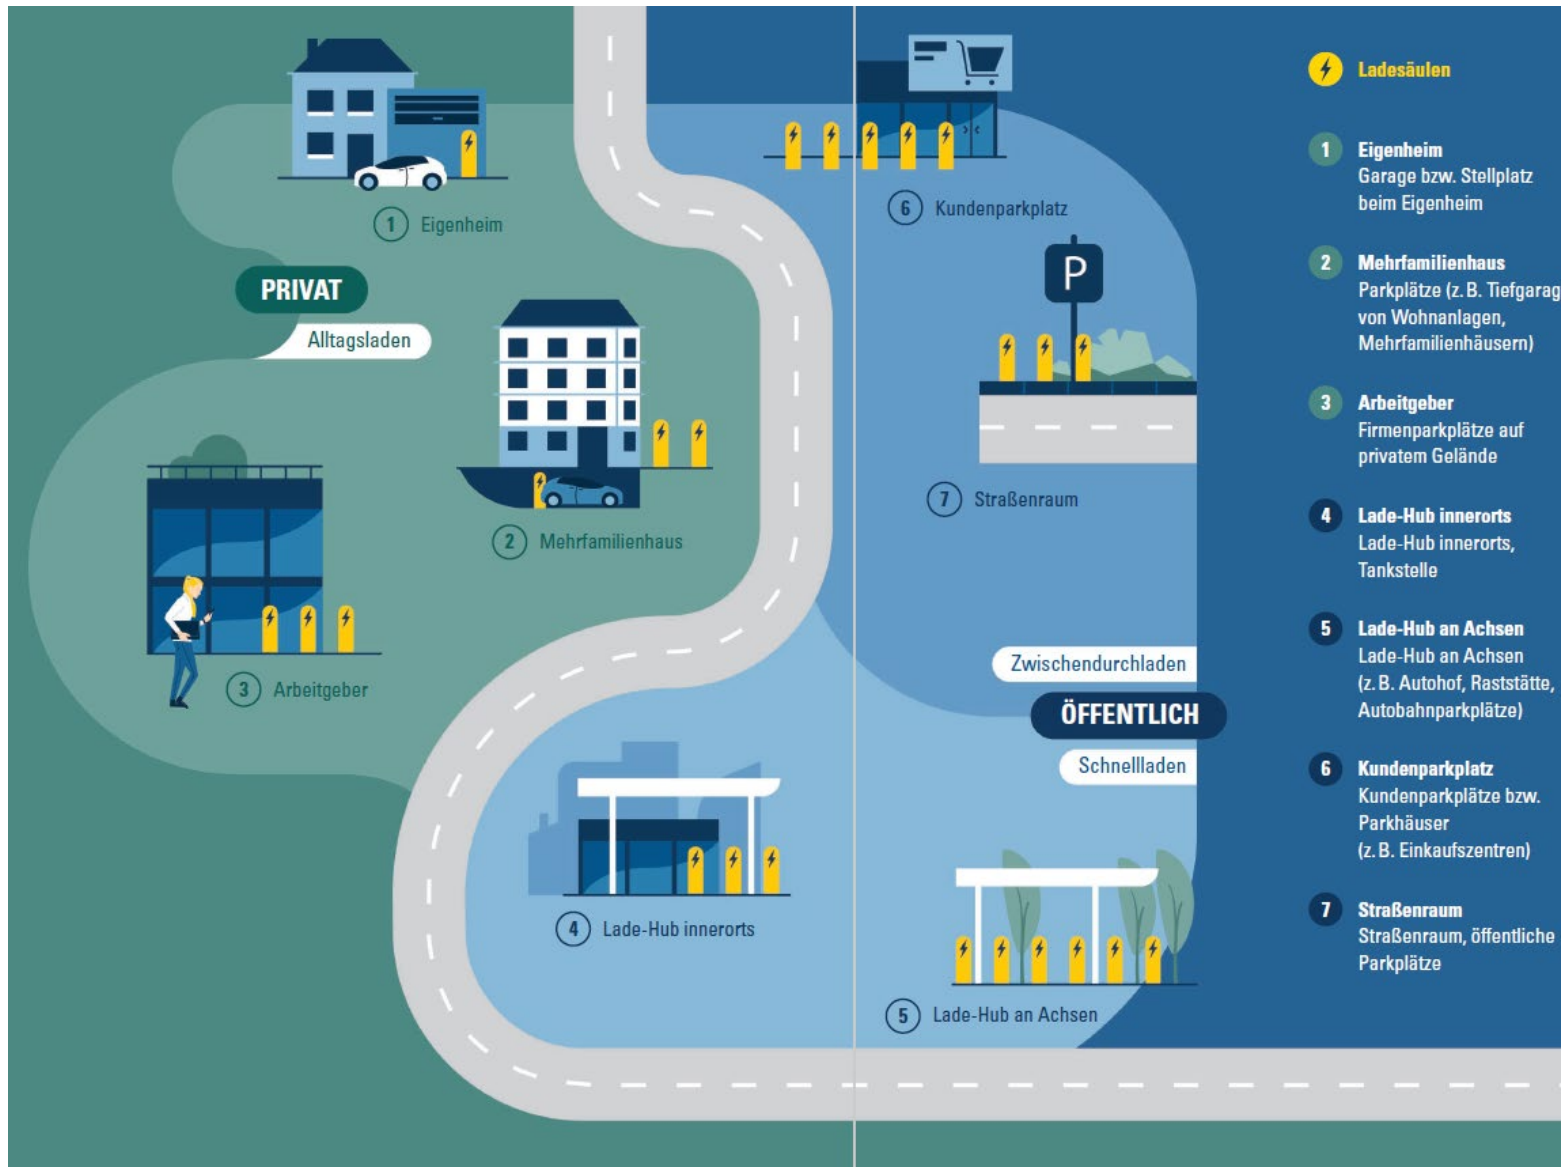 1 Eigenheim
PRIVAT
Alltagsladen
2 Mehrfamilienhaus
3 Arbeitgeber
6 Kundenparkplatz
P
7 Straßenraum
Zwischendurchladen
ÖFFENTLICH
Schnellladen
4 Lade-Hub innerorts
5 Lade-Hub an Achsen
Ladesäulen
1 Eigenheim
Garage bzw. Stellplatz
beim Eigenheim
2 Mehrfamilienhaus
Parkplätze (z. B. Tiefgarag
von Wohnanlagen,
Mehrfamilienhäusern)
3 Arbeitgeber
Firmenparkplätze auf
privatem Gelände
4 Lade-Hub innerorts
Lade-Hub innerorts,
Tankstelle
5 Lade-Hub an Achsen
Lade-Hub an Achsen
(z. B. Autohof, Raststätte,
Autobahnparkplätze)
6 Kundenparkplatz
Kundenparkplätze bzw.
Parkhäuser
(z. B. Einkaufszentren)
7 Straßenraum
Straßenraum, öffentliche
Parkplätze